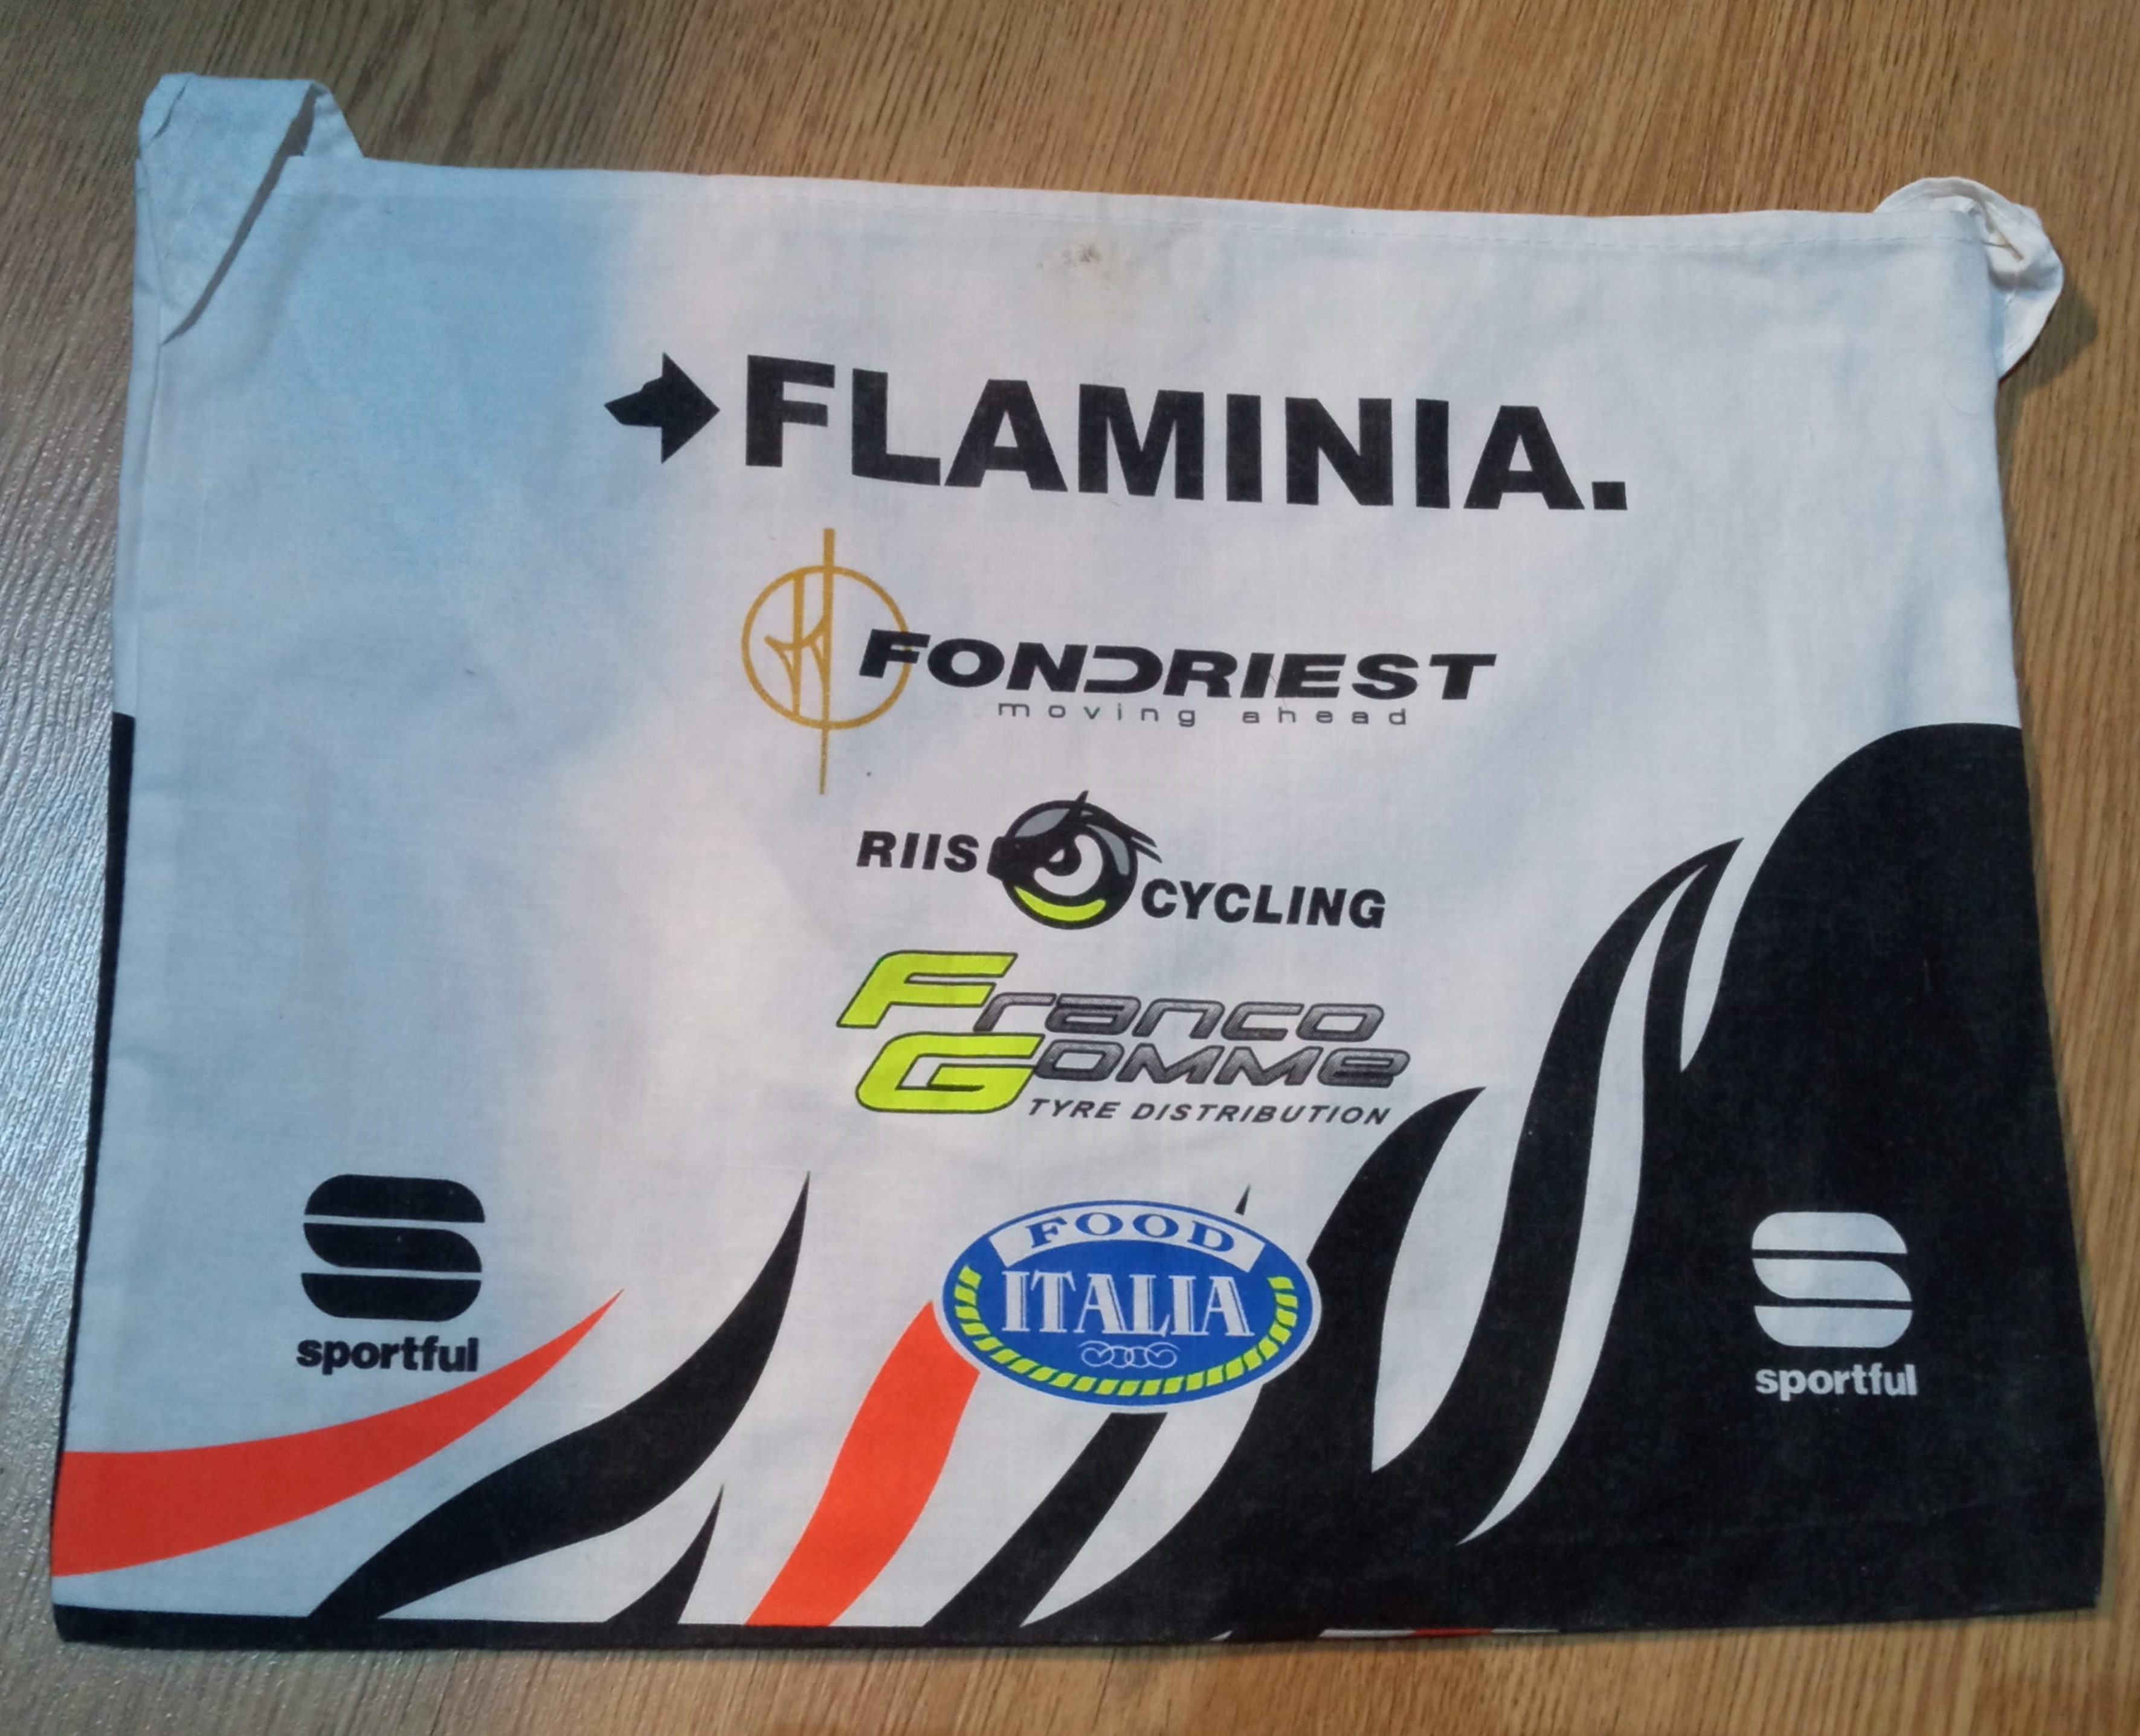 FLAMINIA.
FONDRIEST
moving ahead
RIIS CYCLING
Franco
Gomme
TYRE DISTRIBUTION
FOOD
ITALIA
sportful
sportful